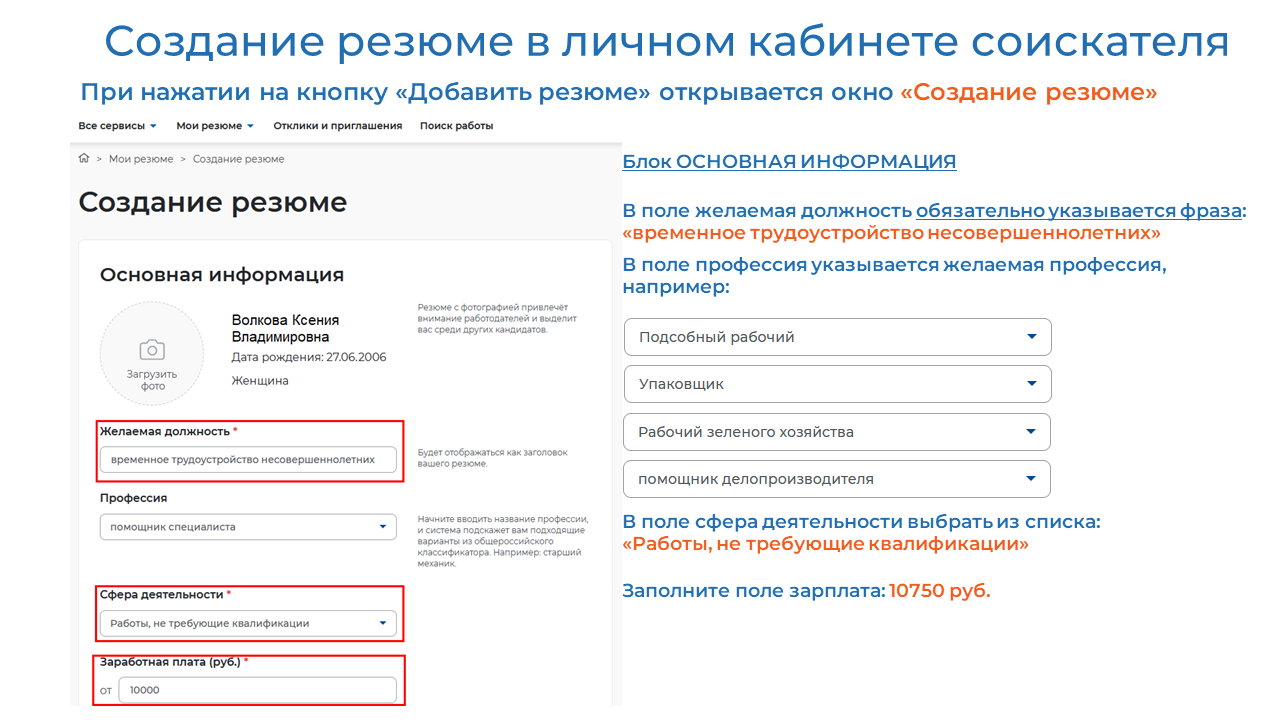 Создание резюме в личном кабинете соискателя
При нажатии на кнопку «Добавить резюме» открывается окно «Создание резюме»
Все сервисы Мои резюме Отклики и приглашения Поиск работы
> Мои резюме > Создание резюме
Создание резюме
Основная информация
Загрузить
фото
Волкова Ксения
Владимировна
Дата рождения: 27.06.2006
Женщина
Резюме с фотографией привлечёт
внимание работодателей и выделит
вас среди других кандидатов.
Желаемая должность *
временное трудоустройство несовершеннолетних
Будет отображаться как заголовок
вашего резюме.
Профессия
помощник специалиста
Начните вводить название профессии,
и система подскажет вам подходящие
варианты из общероссийского
классификатора. Например: старший
механик.
Сфера деятельности *
Работы, не требующие квалификации
Заработная плата (руб.) *
от 10000
Блок ОСНОВНАЯ ИНФОРМАЦИЯ
В поле желаемая должность обязательно указывается фраза:
«временное трудоустройство несовершеннолетних»
В поле профессия указывается желаемая профессия,
например:
Подсобный рабочий
Упаковщик
Рабочий зеленого хозяйства
помощник делопроизводителя
В поле сфера деятельности выбрать из списка:
«Работы, не требующие квалификации»
Заполните поле зарплата: 10750 руб.